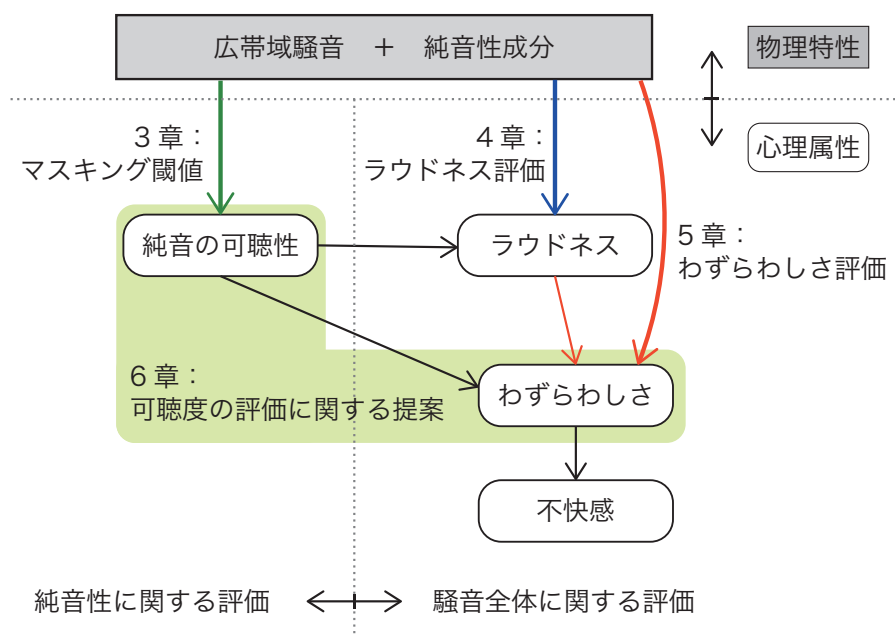 広帯域騒音 + 純音性成分
物理特性
心理属性
3 章：
マスキング閾値
4 章：
ラウドネス評価
純音の可聴性
ラウドネス
5 章：
わずらわしさ評価
6 章：
可聴度の評価に関する提案
わずらわしさ
不快感
純音性に関する評価
騒音全体に関する評価